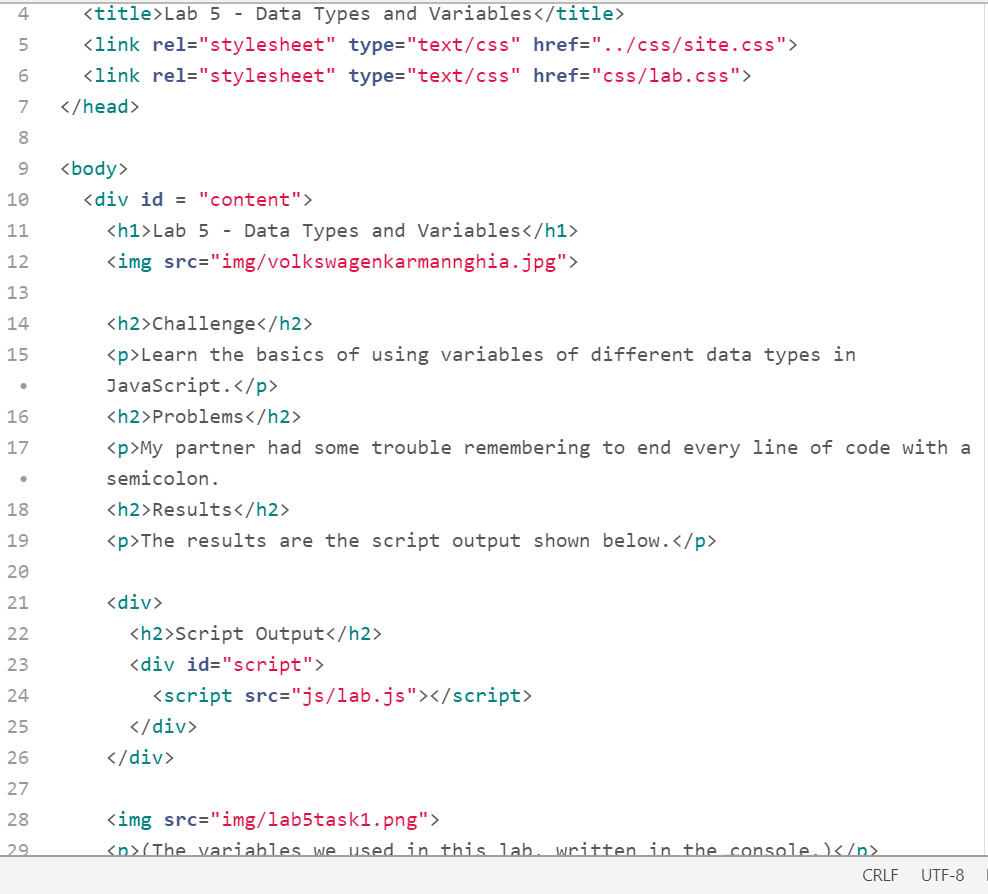 4 <title>Lab 5 - Data Types and Variables</title>
5 <link rel="stylesheet" type="text/css" href="../css/site.css">
6 <link rel="stylesheet" type="text/css" href="css/lab.css">
7 </head>
8
9 <body>
10 <div id = "content">
11 <h1>Lab 5 - Data Types and Variables</h1>
12 <img src="img/volkswagenkarmannghia.jpg">
13
14 <h2>Challenge</h2>
15 <p>Learn the basics of using variables of different data types in
• JavaScript.</p>
16 <h2>Problems</h2>
17 <p>My partner had some trouble remembering to end every line of code with a
• semicolon.
18 <h2>Results</h2>
19 <p>The results are the script output shown below.</p>
20
21 <div>
22 <h2>Script Output</h2>
23 <div id="script">
24 <script src="js/lab.js"></script>
25 </div>
26 </div>
27
28 <img src="img/lab5task1.png">
29 <p>(The variables we used in this lab, written in the console.)</p>
CRLF UTF-8